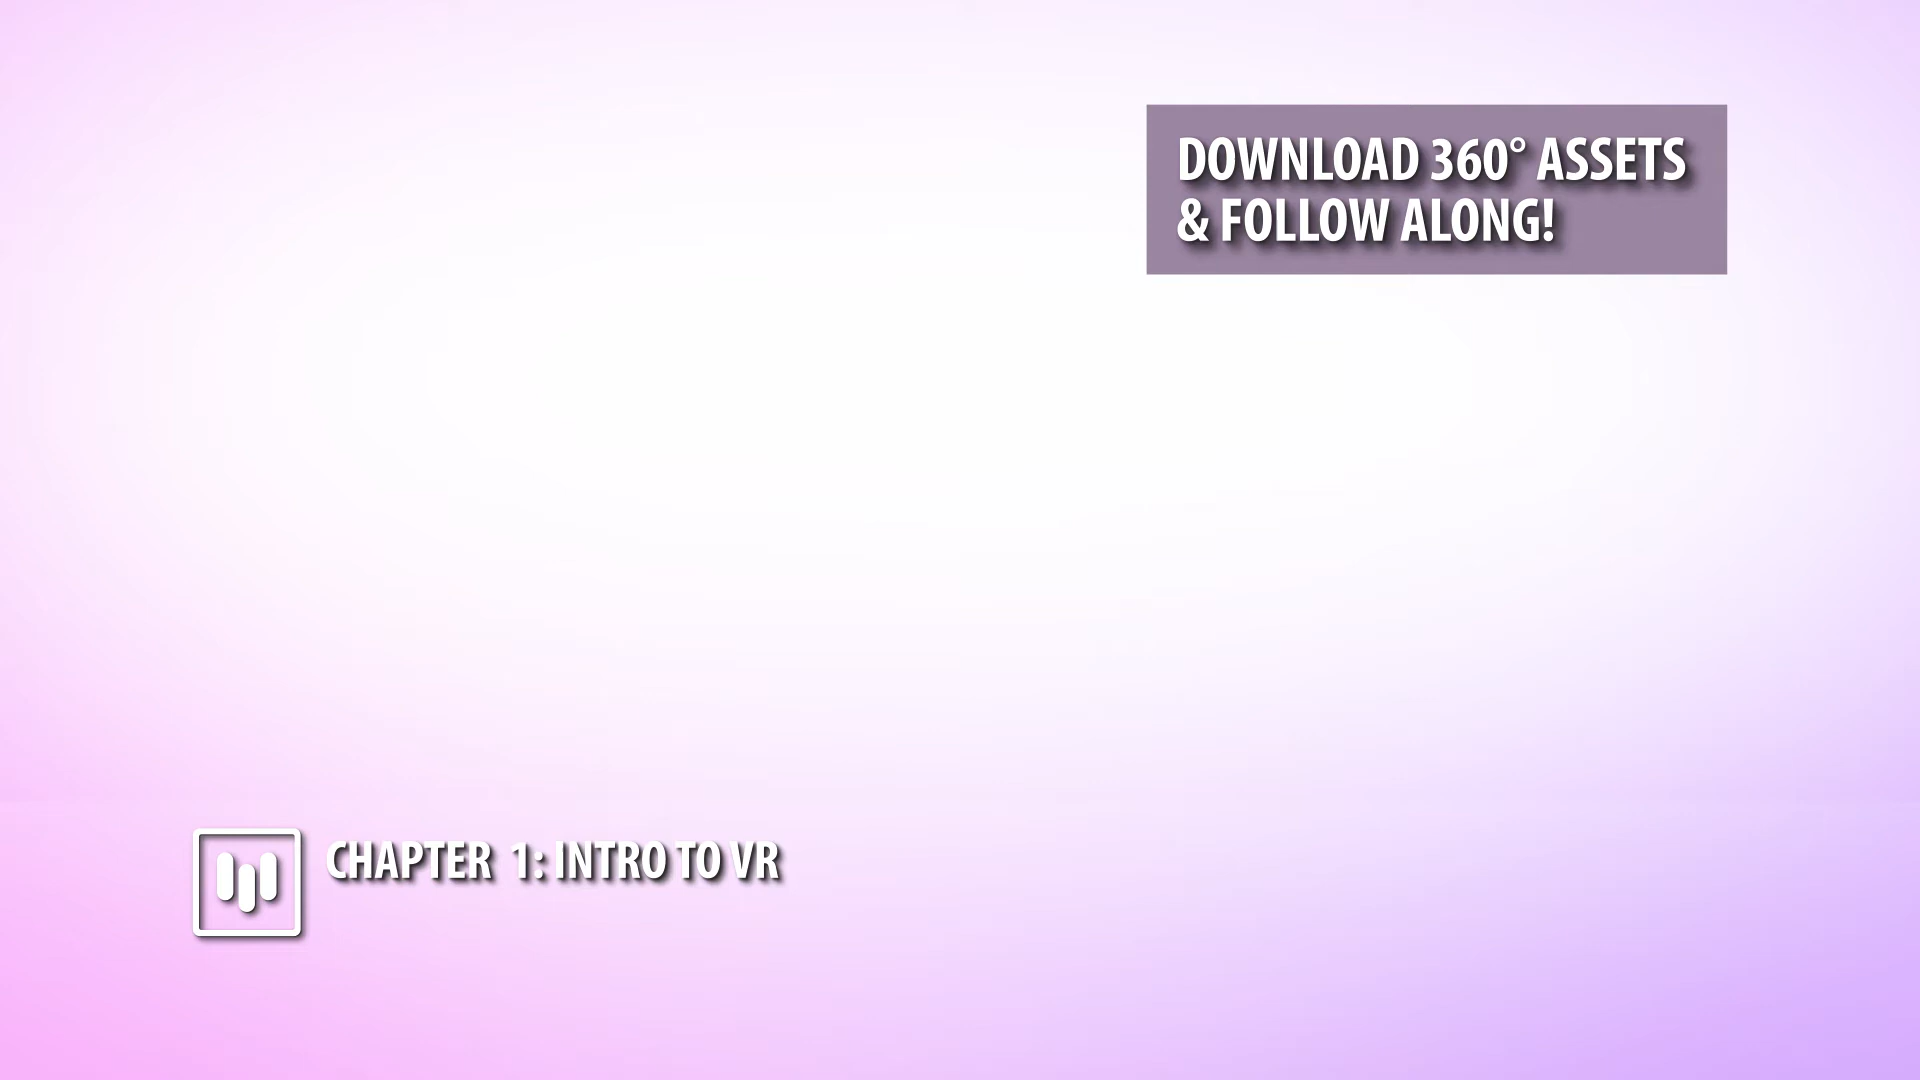 DOWNLOAD 360° ASSETS
& FOLLOW ALONG!
CHAPTER 1: INTRO TO VR